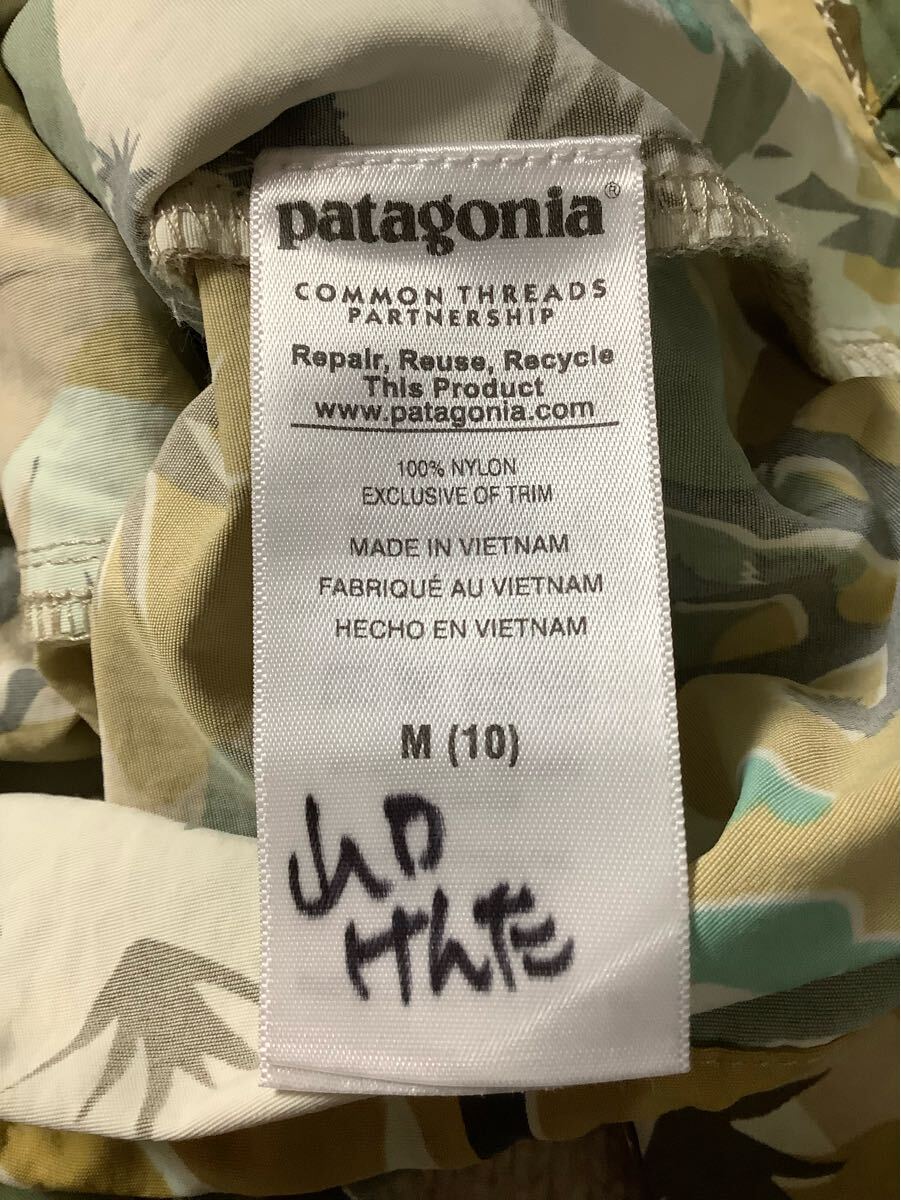 patagonia®
COMMON THREADS
PARTNERSHIP
Repair, Reuse, Recycle
This Product
www.patagonia.com
100% NYLON
EXCLUSIVE OF TRIM
MADE IN VIETNAM
FABRIQUÉ AU VIETNAM
HECHO EN VIETNAM
M (10)
山口
けんた